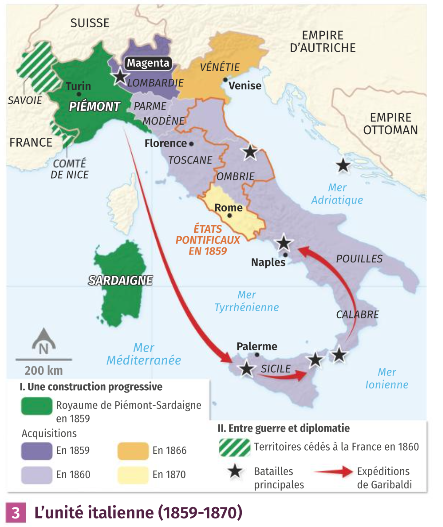 SUISSE
EMPIRE
D'AUTRICHE
Magenta
VÉNÉTIE
LOMBARDIE
Venise
Turin
SAVOIE
PIÉMONT
PARME
MODÈNE
EMPIRE
OTTOMAN
FRANCE
Florence
COMTÉ
DE NICE
TOSCANE
OMBRIE
Mer
Adriatique
Rome
ÉTATS
PONTIFICAUX
EN 1859
Naples
POUILLES
SARDAIGNE
Mer
Tyrrhénienne
CALABRE
N
200 km
Mer
Méditerranée
Palerme
SICILE
Mer
Ionienne
I. Une construction progressive
Royaume de Piémont-Sardaigne
en 1859
Acquisitions
En 1859
En 1866
En 1860
En 1870
II. Entre guerre et diplomatie
Territoires cédés à la France en 1860
Batailles
principales
Expéditions
de Garibaldi
3 L'unité italienne (1859-1870)